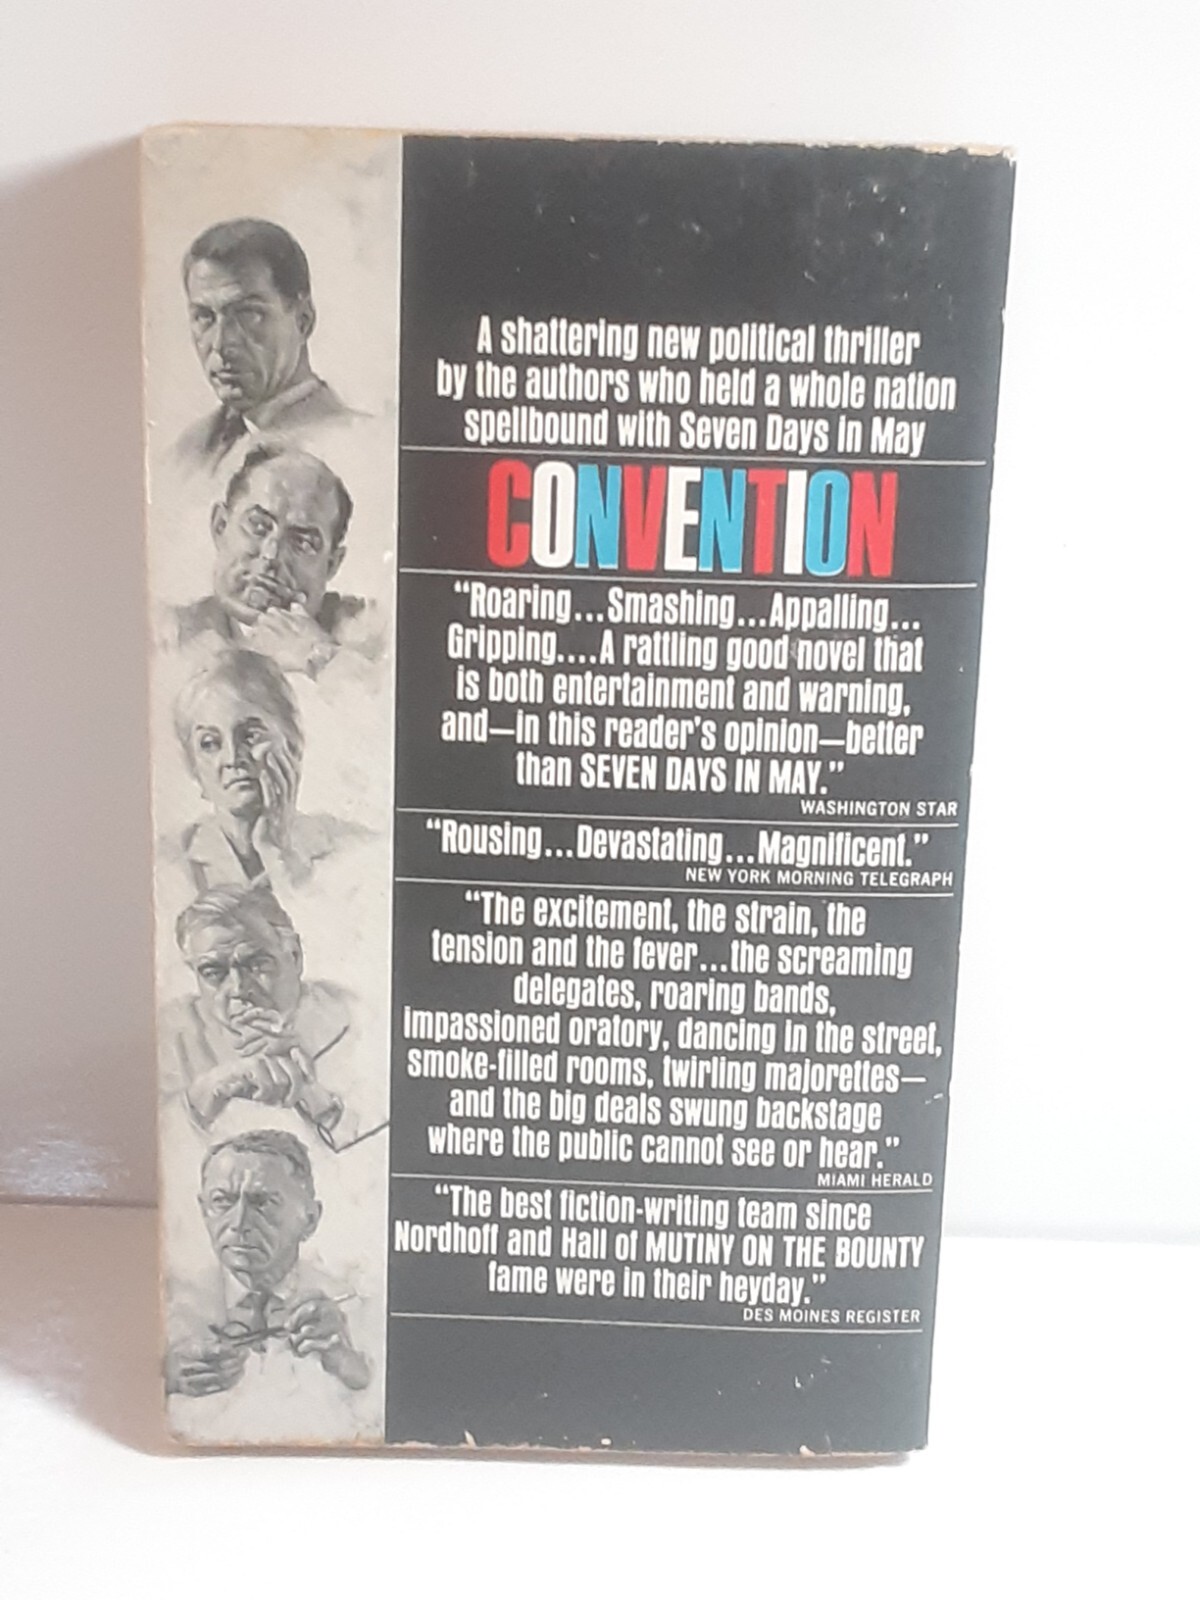 A shattering new political thriller
by the authors who held a whole nation
spellbound with Seven Days in May
CONVENTION
“Roaring...Smashing...Appalling...
Gripping....A rattling good novel that
is both entertainment and warning,
and—in this reader's opinion—better
than SEVEN DAYS IN MAY.”
WASHINGTON STAR
“Rousing...Devastating...Magnificent.”
NEW YORK MORNING TELEGRAPH
“The excitement, the strain, the
tension and the fever...the screaming
delegates, roaring bands,
impassioned oratory, dancing in the street,
smoke-filled rooms, twirling majorettes—
and the big deals swung backstage
where the public cannot see or hear.”
MIAMI HERALD
“The best fiction-writing team since
Nordhoff and Hall of MUTINY ON THE BOUNTY
fame were in their heyday.”
DES MOINES REGISTER